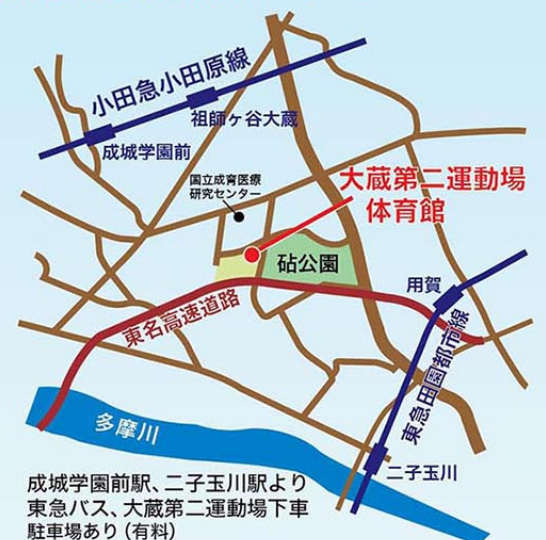 小田急小田原線
祖師ヶ谷大蔵
成城学園前
国立成育医療
研究センター
大蔵第二運動場
体育館
砧公園
用賀
東名高速道路
東急田園都市線
多摩川
二子玉川
成城学園前駅、二子玉川駅より
東急バス、大蔵第二運動場下車
駐車場あり（有料）